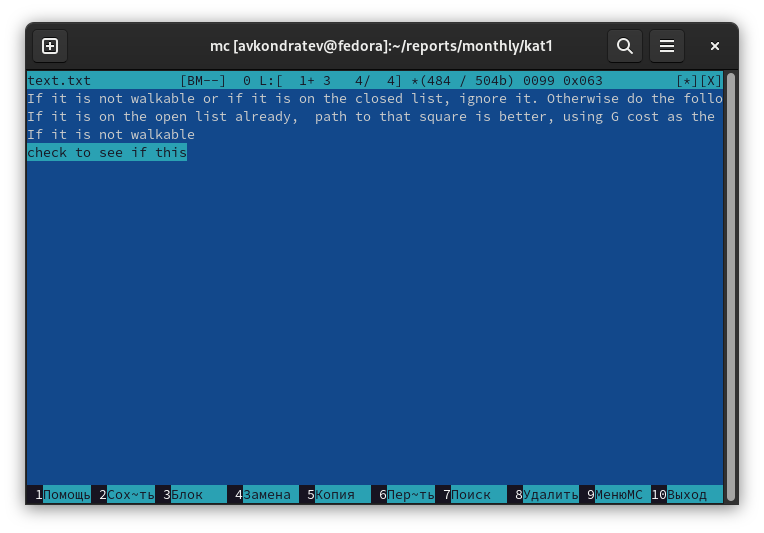 mc [avkondratev@fedora]:~/reports/monthly/kat1
text.txt           [BM--]  0 L:[  1+ 3   4/  4] *(484 / 504b) 0099 0x063         [*][X]
If it is not walkable or if it is on the closed list, ignore it. Otherwise do the follo
If it is on the open list already,  path to that square is better, using G cost as the
If it is not walkable
check to see if this
1Помощь 2Сох~ть 3Блок 4Замена 5Копия 6Пер~ть 7Поиск 8Удалить 9МенюМС 10Выход